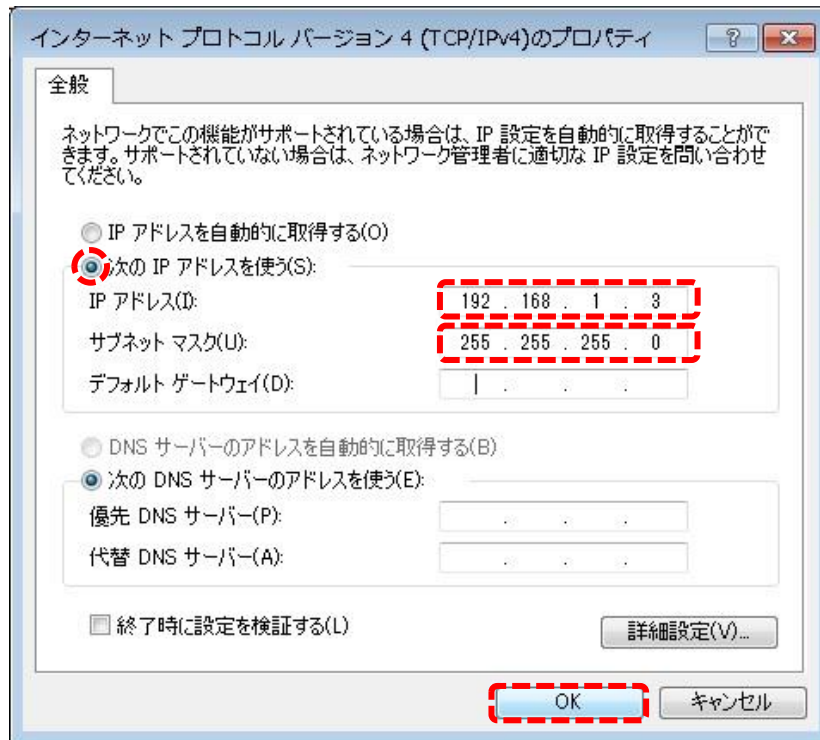 インターネット プロトコル バージョン 4 (TCP/IPv4)のプロパティ
全般
ネットワークでこの機能がサポートされている場合は、IP 設定を自動的に取得することがで
きます。サポートされていない場合は、ネットワーク管理者に適切な IP 設定を問い合わせ
てください。
IP アドレスを自動的に取得する(O)
次の IP アドレスを使う(S):
IP アドレス(I): 192 . 168 . 1 . 3
サブネット マスク(U): 255 . 255 . 255 . 0
デフォルト ゲートウェイ(D): . . .
DNS サーバーのアドレスを自動的に取得する(B)
次の DNS サーバーのアドレスを使う(E):
優先 DNS サーバー(P): . . .
代替 DNS サーバー(A): . . .
終了時に設定を検証する(L)
詳細設定(V)...
OK キャンセル